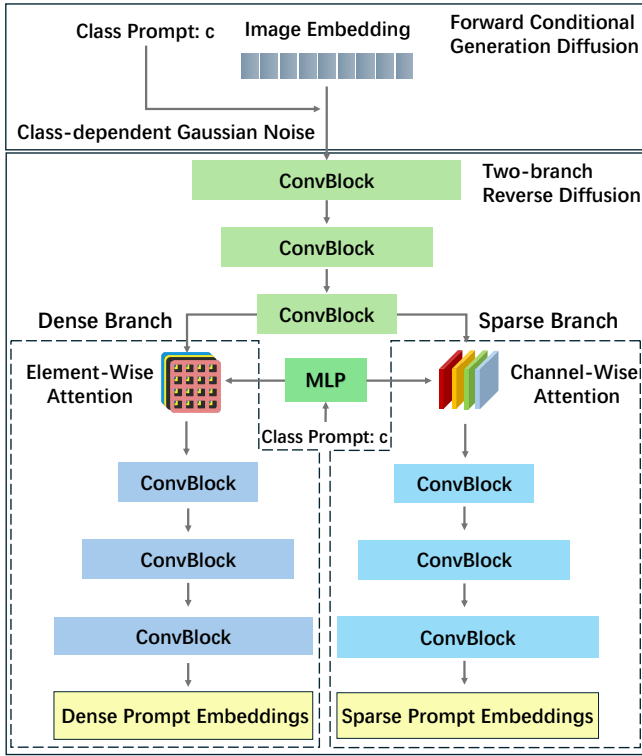 Class Prompt: c
Image Embedding
Forward Conditional
Generation Diffusion
Class-dependent Gaussian Noise
ConvBlock
Two-branch
Reverse Diffusion
ConvBlock
ConvBlock
Dense Branch
Sparse Branch
Element-Wise
Attention
MLP
Channel-Wise
Attention
Class Prompt: c
ConvBlock
ConvBlock
ConvBlock
ConvBlock
ConvBlock
ConvBlock
Dense Prompt Embeddings
Sparse Prompt Embeddings